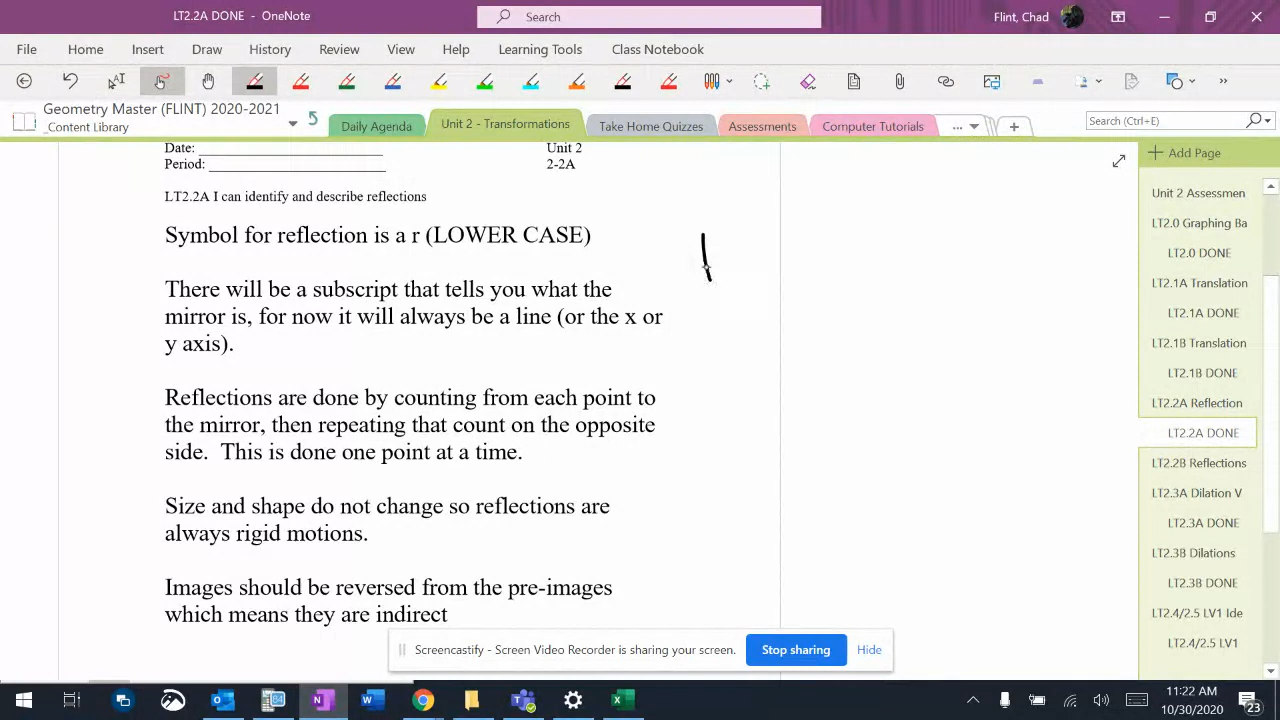 LT2.2A DONE - OneNote
Search
Flint, Chad
File Home Insert Draw History Review View Help Learning Tools Class Notebook
Geometry Master (FLINT) 2020-2021
_Content Library
Daily Agenda Unit 2 - Transformations Take Home Quizzes Assessments Computer Tutorials ... Search (Ctrl+E)
Date: Unit 2
Period: 2-2A
LT2.2A I can identify and describe reflections
Symbol for reflection is a r (LOWER CASE)
There will be a subscript that tells you what the
mirror is, for now it will always be a line (or the x or
y axis).
Reflections are done by counting from each point to
the mirror, then repeating that count on the opposite
side. This is done one point at a time.
Size and shape do not change so reflections are
always rigid motions.
Images should be reversed from the pre-images
which means they are indirect
Add Page
Unit 2 Assessmen
LT2.0 Graphing Ba
LT2.0 DONE
LT2.1A Translation
LT2.1A DONE
LT2.1B Translation
LT2.1B DONE
LT2.2A Reflection
LT2.2A DONE
LT2.2B Reflections
LT2.3A Dilation V
LT2.3A DONE
LT2.3B Dilations
LT2.3B DONE
LT2.4/2.5 LV1 Ide
LT2.4/2.5 LV1
Screencastify - Screen Video Recorder is sharing your screen. Stop sharing Hide
11:22 AM
10/30/2020
23